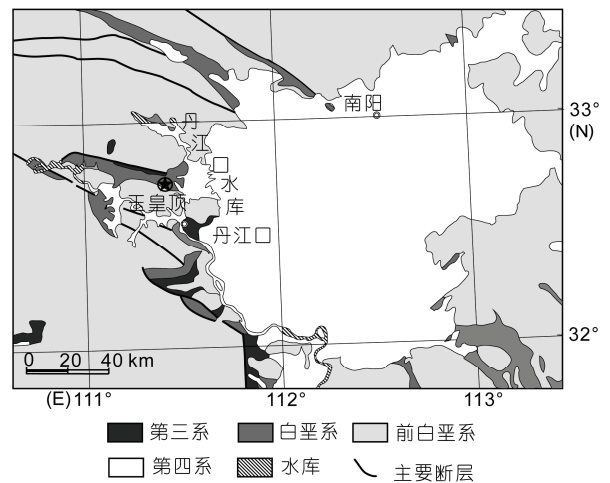 南阳
33°
(N)
丹
江
口
水
库
玉皇顶
丹江口
32°
0 20 40 km
(E) 111° 112° 113°
第三系 白垩系 前白垩系
第四系 水库 主要断层